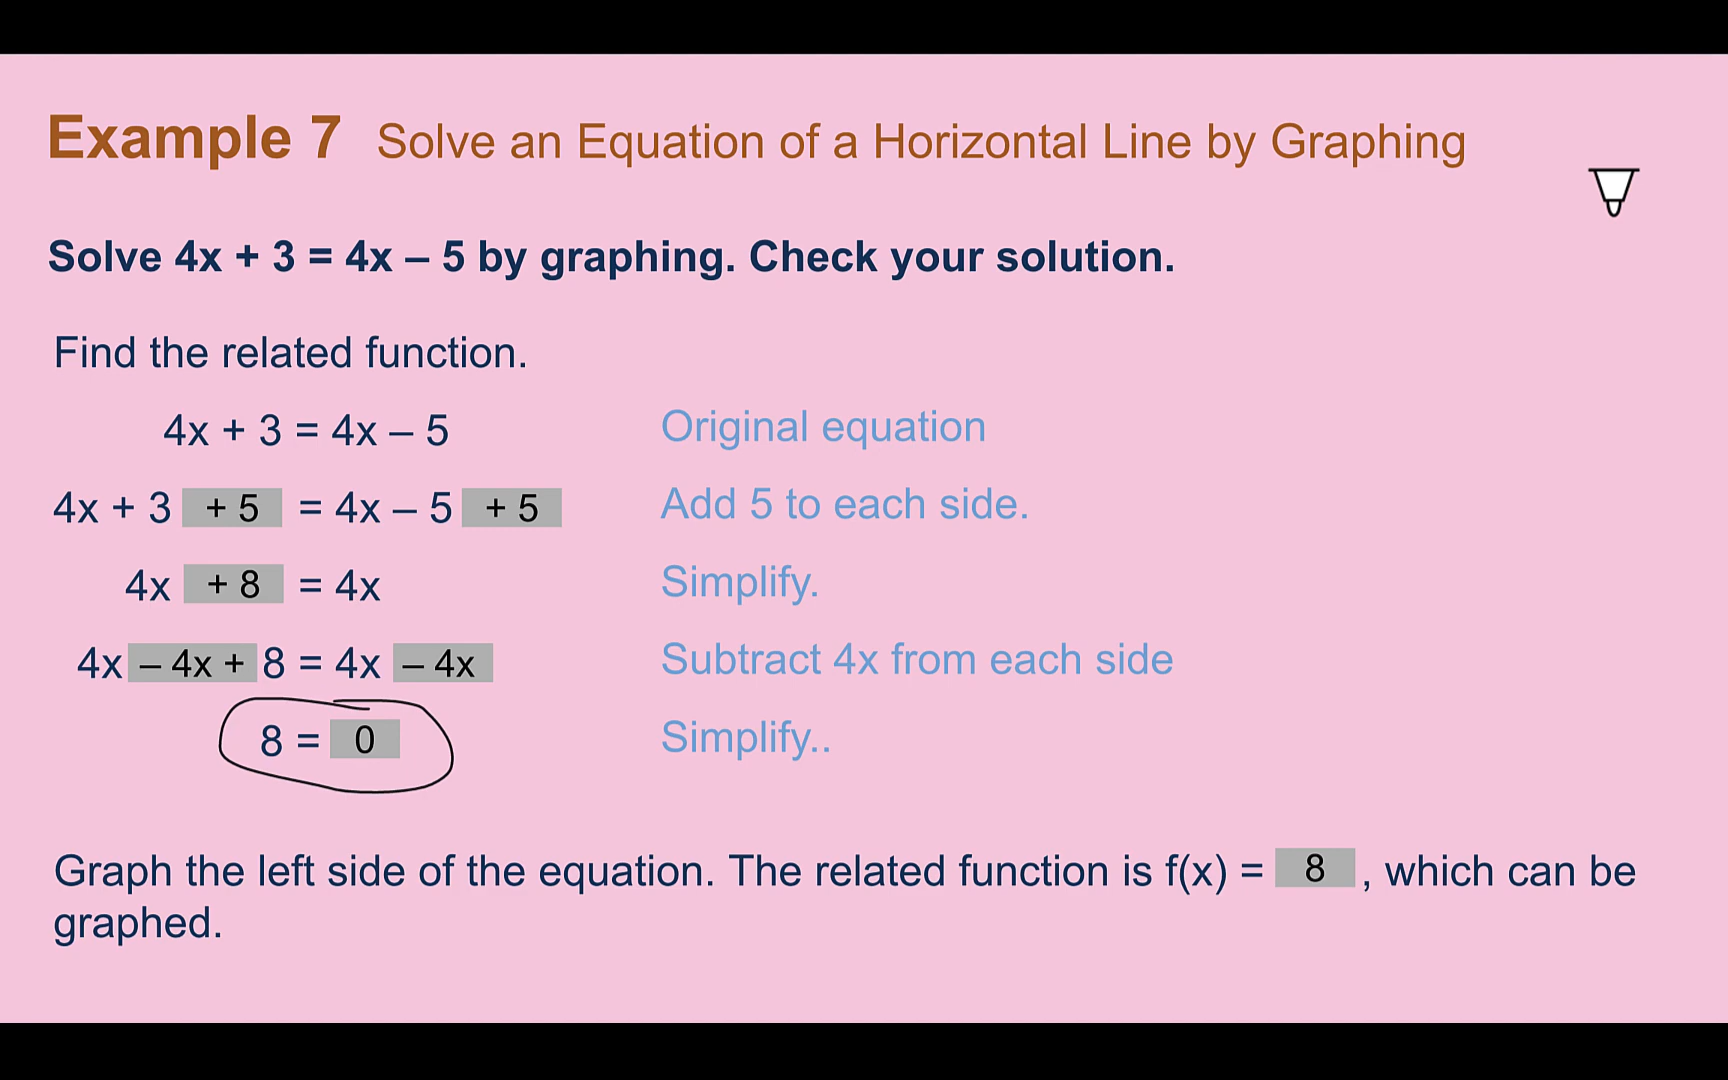 Example 7 Solve an Equation of a Horizontal Line by Graphing
Solve 4x + 3 = 4x – 5 by graphing. Check your solution.
Find the related function.
4x + 3 = 4x – 5 Original equation
4x + 3 + 5 = 4x – 5 + 5 Add 5 to each side.
4x + 8 = 4x Simplify.
4x – 4x + 8 = 4x – 4x Subtract 4x from each side
8 = 0 Simplify..
Graph the left side of the equation. The related function is f(x) = 8 , which can be
graphed.